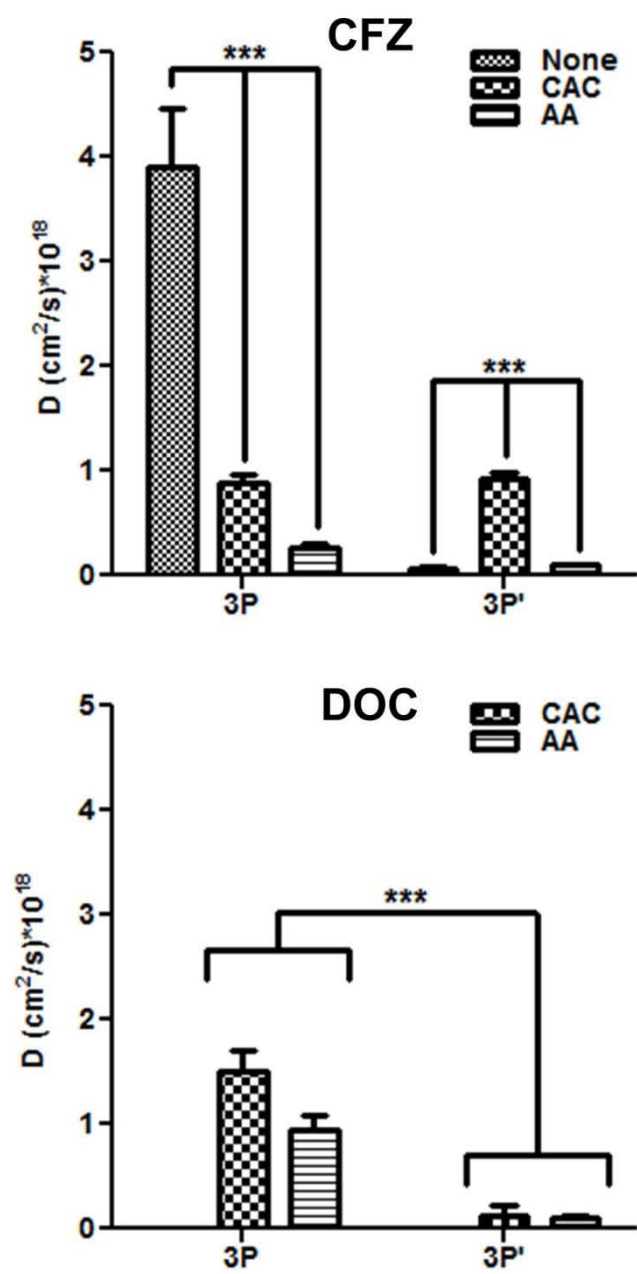 CFZ
None
CAC
AA
***
***
D (cm²/s)*10¹⁸
5
4
3
2
1
0
3P
3P'
DOC
CAC
AA
***
D (cm²/s)*10¹⁸
5
4
3
2
1
0
3P
3P'